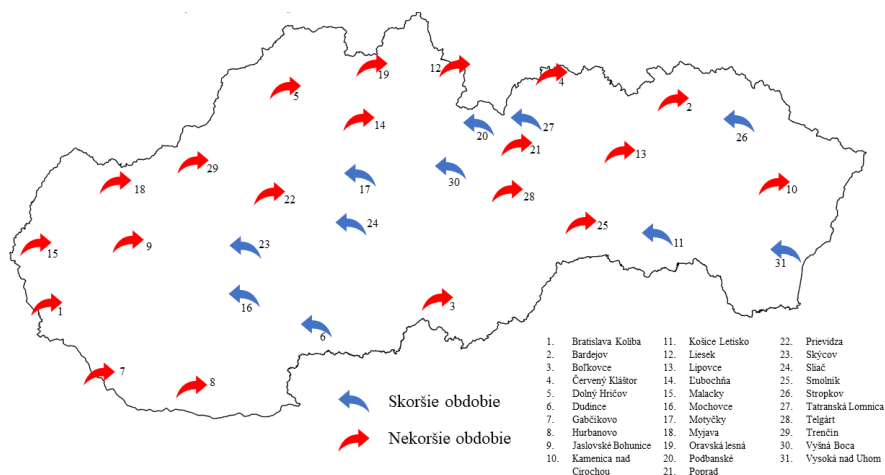 19
12
4
5
2
14
27
20
26
21
13
29
30
18
17
10
22
28
24
25
15
9
23
11
31
16
1
3
6
7
8
Skoršie obdobie
Nekoršie obdobie
1. Bratislava Koliba
2. Bardejov
3. Boľkovce
4. Červený Kláštor
5. Dolný Hričov
6. Dudince
7. Gabčíkovo
8. Hurbanovo
9. Jaslovské Bohunice
10. Kamenica nad
Cirochou
11. Košice Letisko
12. Liesek
13. Lipovce
14. Ľubochňa
15. Malacky
16. Mochovce
17. Motyčky
18. Myjava
19. Oravská lesná
20. Podbanské
21. Poprad
22. Prievidza
23. Skýcov
24. Sliač
25. Smolník
26. Stropkov
27. Tatranská Lomnica
28. Telgárt
29. Trenčín
30. Vyšná Boca
31. Vysoká nad Uhom